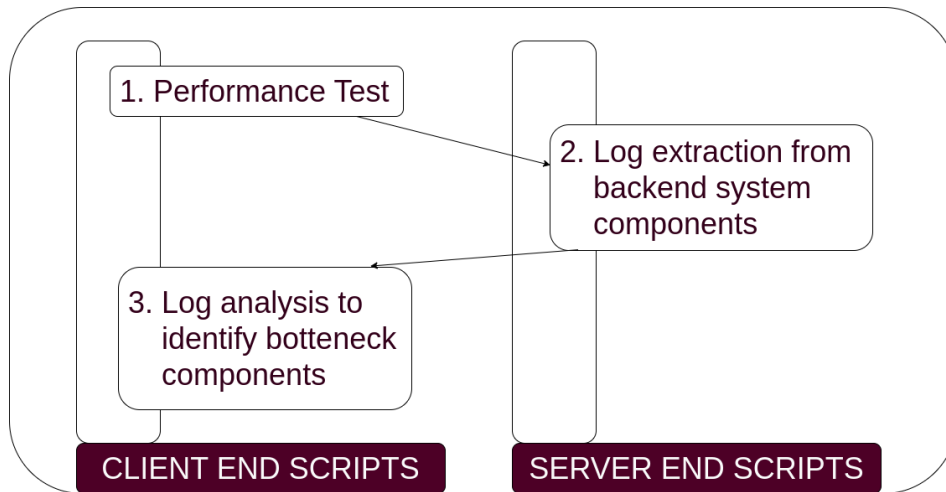 1. Performance Test
2. Log extraction from
backend system
components
3. Log analysis to
identify botteneck
components
CLIENT END SCRIPTS
SERVER END SCRIPTS